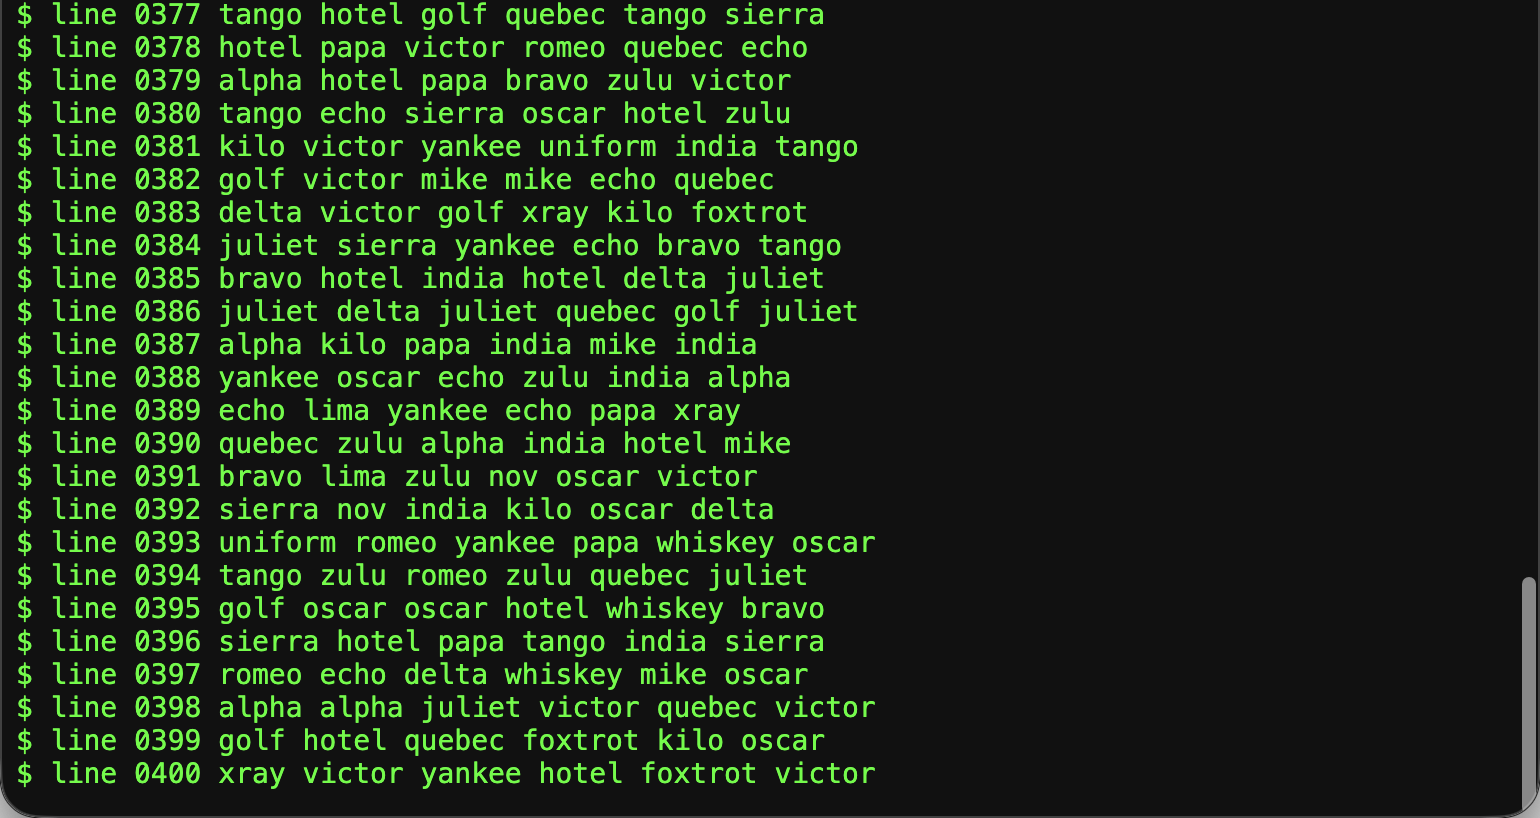 $ line 0377 tango hotel golf quebec tango sierra
$ line 0378 hotel papa victor romeo quebec echo
$ line 0379 alpha hotel papa bravo zulu victor
$ line 0380 tango echo sierra oscar hotel zulu
$ line 0381 kilo victor yankee uniform india tango
$ line 0382 golf victor mike mike echo quebec
$ line 0383 delta victor golf xray kilo foxtrot
$ line 0384 juliet sierra yankee echo bravo tango
$ line 0385 bravo hotel india hotel delta juliet
$ line 0386 juliet delta juliet quebec golf juliet
$ line 0387 alpha kilo papa india mike india
$ line 0388 yankee oscar echo zulu india alpha
$ line 0389 echo lima yankee echo papa xray
$ line 0390 quebec zulu alpha india hotel mike
$ line 0391 bravo lima zulu nov oscar victor
$ line 0392 sierra nov india kilo oscar delta
$ line 0393 uniform romeo yankee papa whiskey oscar
$ line 0394 tango zulu romeo zulu quebec juliet
$ line 0395 golf oscar oscar hotel whiskey bravo
$ line 0396 sierra hotel papa tango india sierra
$ line 0397 romeo echo delta whiskey mike oscar
$ line 0398 alpha alpha juliet victor quebec victor
$ line 0399 golf hotel quebec foxtrot kilo oscar
$ line 0400 xray victor yankee hotel foxtrot victor